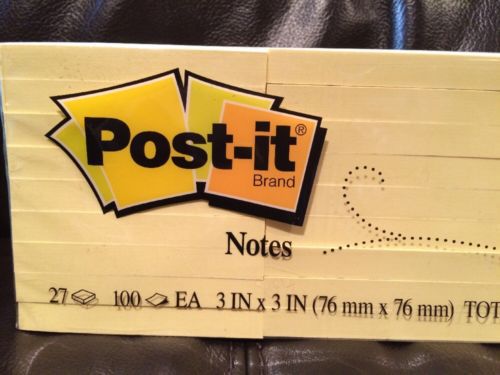 Post-it
Brand
Notes
27 100 EA 3 IN x 3 IN (76 mm x 76 mm) TOT